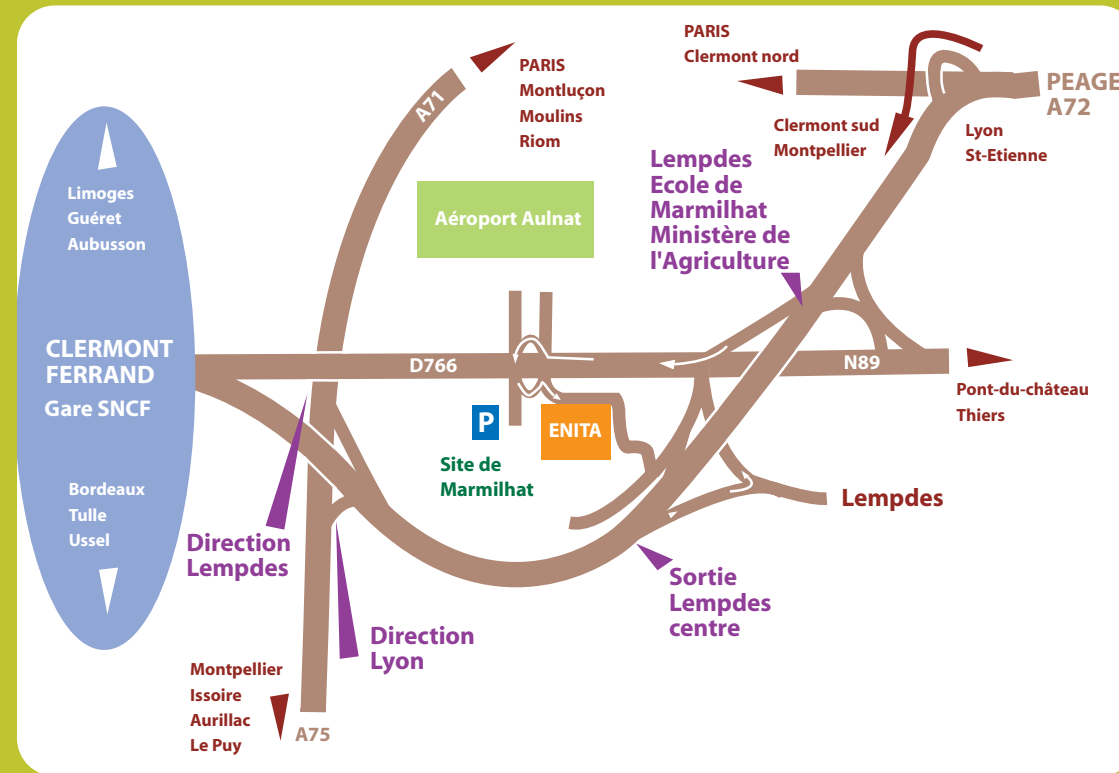 PARIS
Clermont nord
A71
PARIS
Montluçon
Moulins
Riom
PEAGE
A72
Clermont sud
Montpellier
Lyon
St-Etienne
Lempdes
Ecole de
Marmilhat
Ministère de
l'Agriculture
Limoges
Guéret
Aubusson
Aéroport Aulnat
CLERMONT
FERRAND
Gare SNCF
D766
N89
Pont-du-château
Thiers
P
ENITA
Site de
Marmilhat
Bordeaux
Tulle
Ussel
Lempdes
Direction
Lempdes
Sortie
Lempdes
centre
Direction
Lyon
Montpellier
Issoire
Aurillac
Le Puy
A75